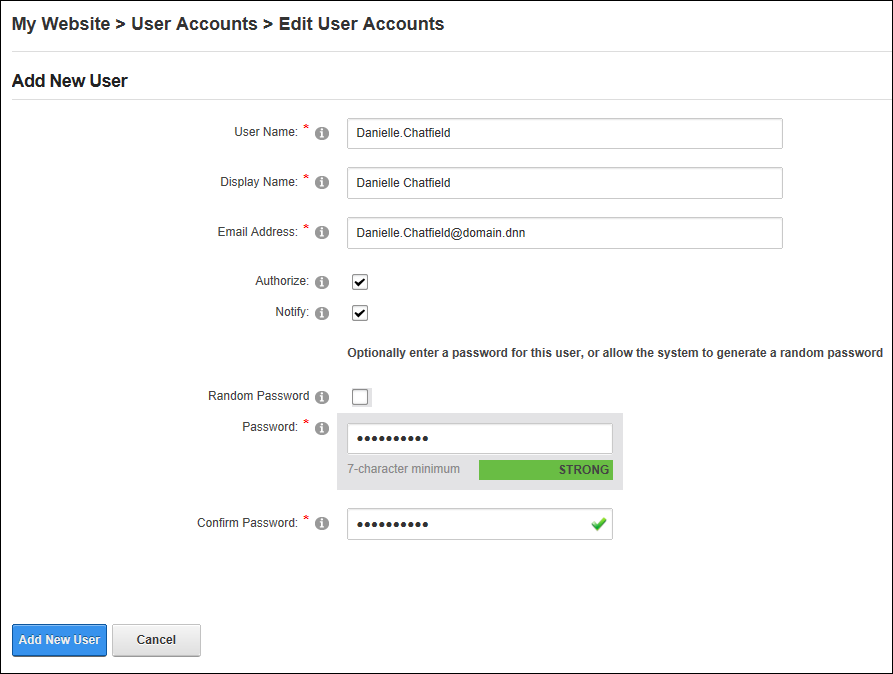 My Website > User Accounts > Edit User Accounts
Add New User
User Name: * Danielle.Chatfield
Display Name: * Danielle Chatfield
Email Address: * Danielle.Chatfield@domain.dnn
Authorize:
Notify:
Optionally enter a password for this user, or allow the system to generate a random password
Random Password
Password: * ••••••••••
7-character minimum STRONG
Confirm Password: * ••••••••••
Add New User Cancel